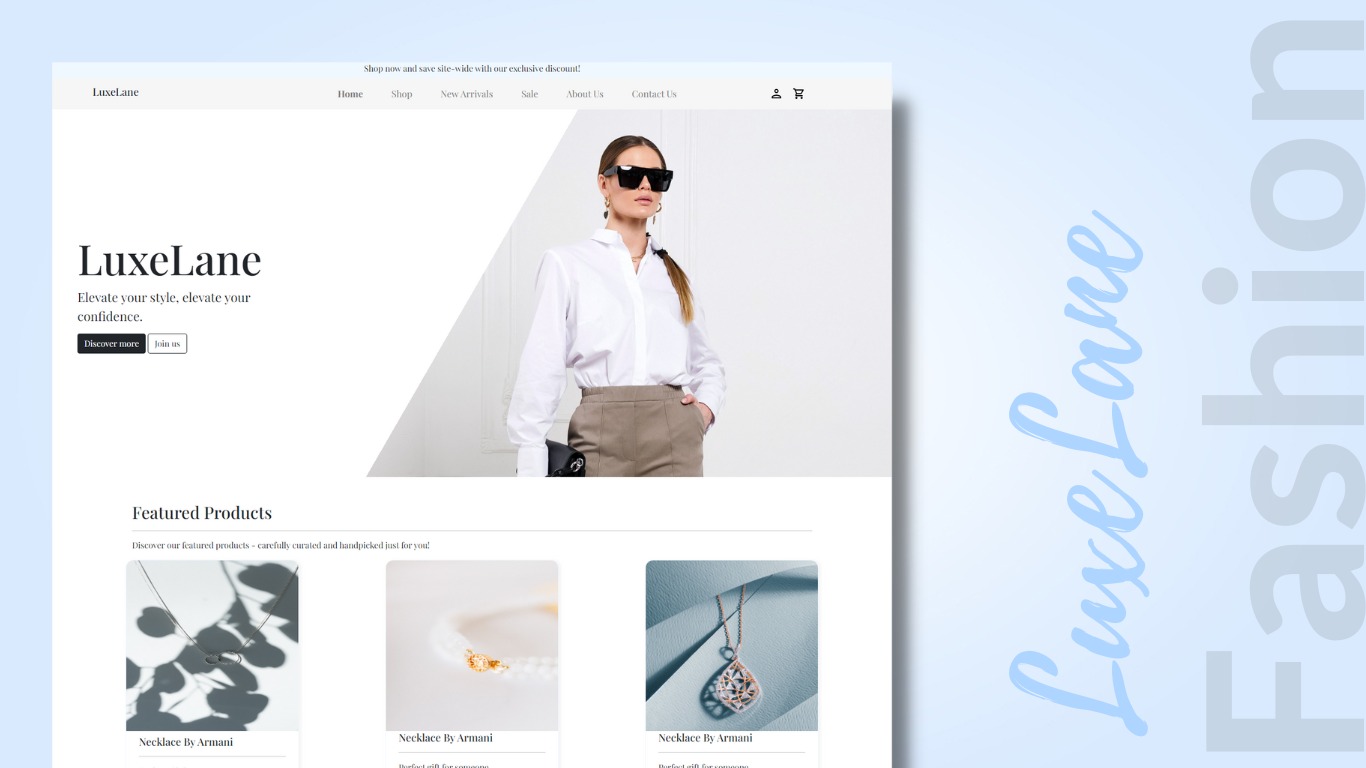 Shop now and save site-wide with our exclusive discount!
LuxeLane
Home Shop New Arrivals Sale About Us Contact Us
LuxeLane
Elevate your style, elevate your
confidence.
Discover more Join us
Featured Products
Discover our featured products - carefully curated and handpicked just for you!
Necklace By Armani
Necklace By Armani
Necklace By Armani
Perfect gift for someone
Perfect gift for someone
LuxeLane
Fashion